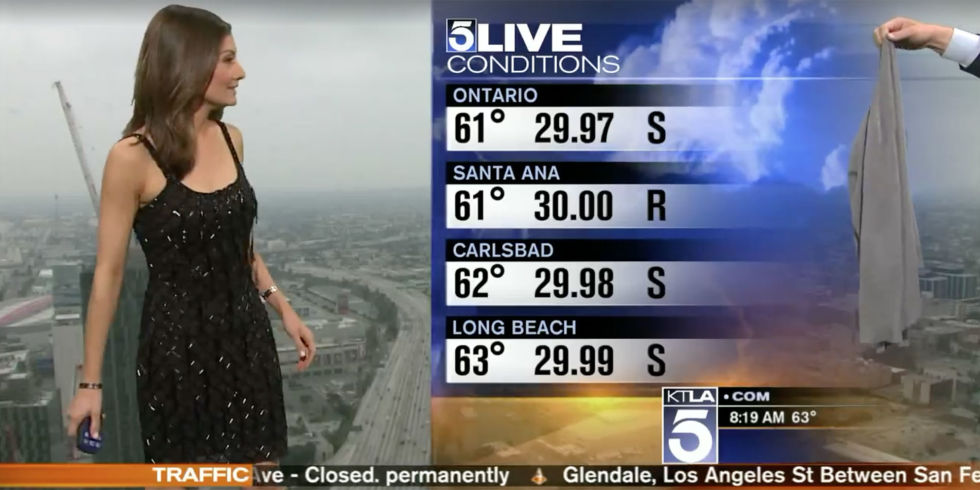 5LIVE
CONDITIONS
ONTARIO
61° 29.97 S
SANTA ANA
61° 30.00 R
CARLSBAD
62° 29.98 S
LONG BEACH
63° 29.99 S
KTLA • COM
5 8:19 AM 63°
TRAFFIC ve - Closed. permanently Glendale, Los Angeles St Between San Fe